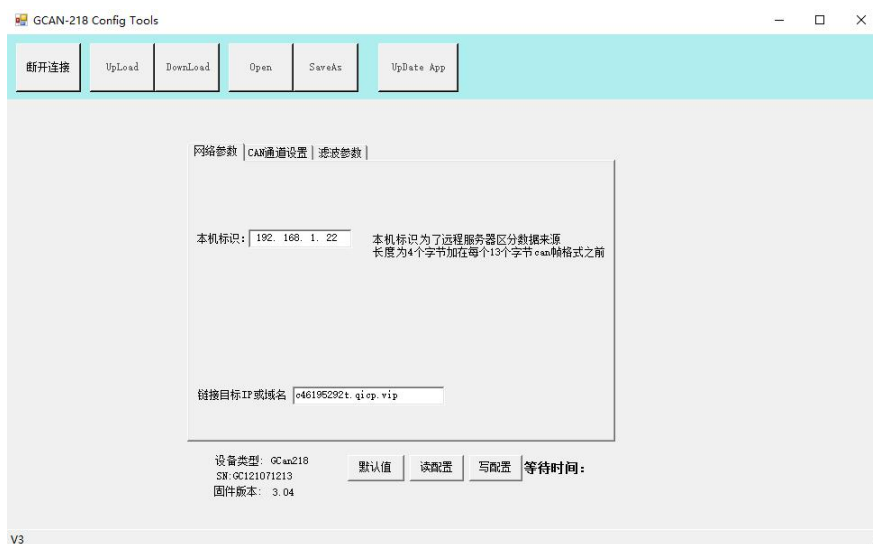 GCAN-218 Config Tools
断开连接 UpLoad DownLoad Open SaveAs UpDate App
网络参数 CAN通道设置 滤波参数
本机标识: 192. 168. 1. 22 本机标识为了远程服务器区分数据来源
长度为4个字节加在每个13个字节can帧格式之前
链接目标IP或域名 c46195292t.qicp.vip
设备类型: GCan218
SN:GC121071213
固件版本: 3.04
默认值 读配置 写配置 等待时间:
V3